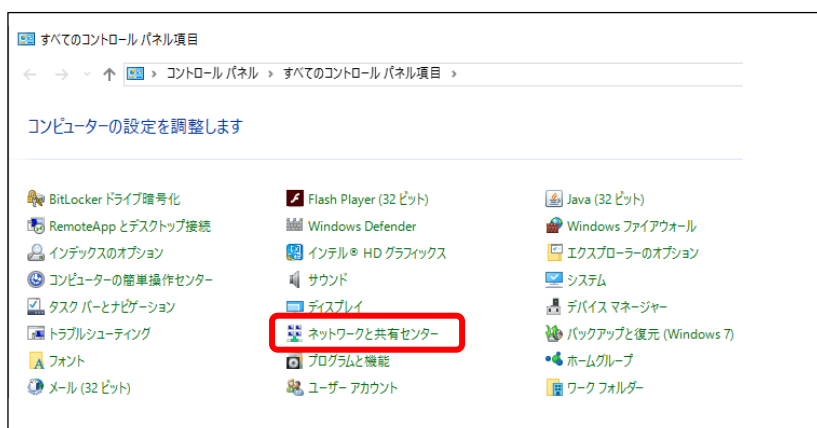 すべてのコントロール パネル項目
コントロール パネル › すべてのコントロール パネル項目 ›
コンピューターの設定を調整します
BitLocker ドライブ暗号化 Flash Player (32 ビット) Java (32 ビット)
RemoteApp とデスクトップ接続 Windows Defender Windows ファイアウォール
インデックスのオプション インテル® HD グラフィックス エクスプローラーのオプション
コンピューターの簡単操作センター サウンド システム
タスク バーとナビゲーション ディスプレイ デバイス マネージャー
トラブルシューティング ネットワークと共有センター バックアップと復元 (Windows 7)
フォント プログラムと機能 ホームグループ
メール (32 ビット) ユーザー アカウント ワーク フォルダー